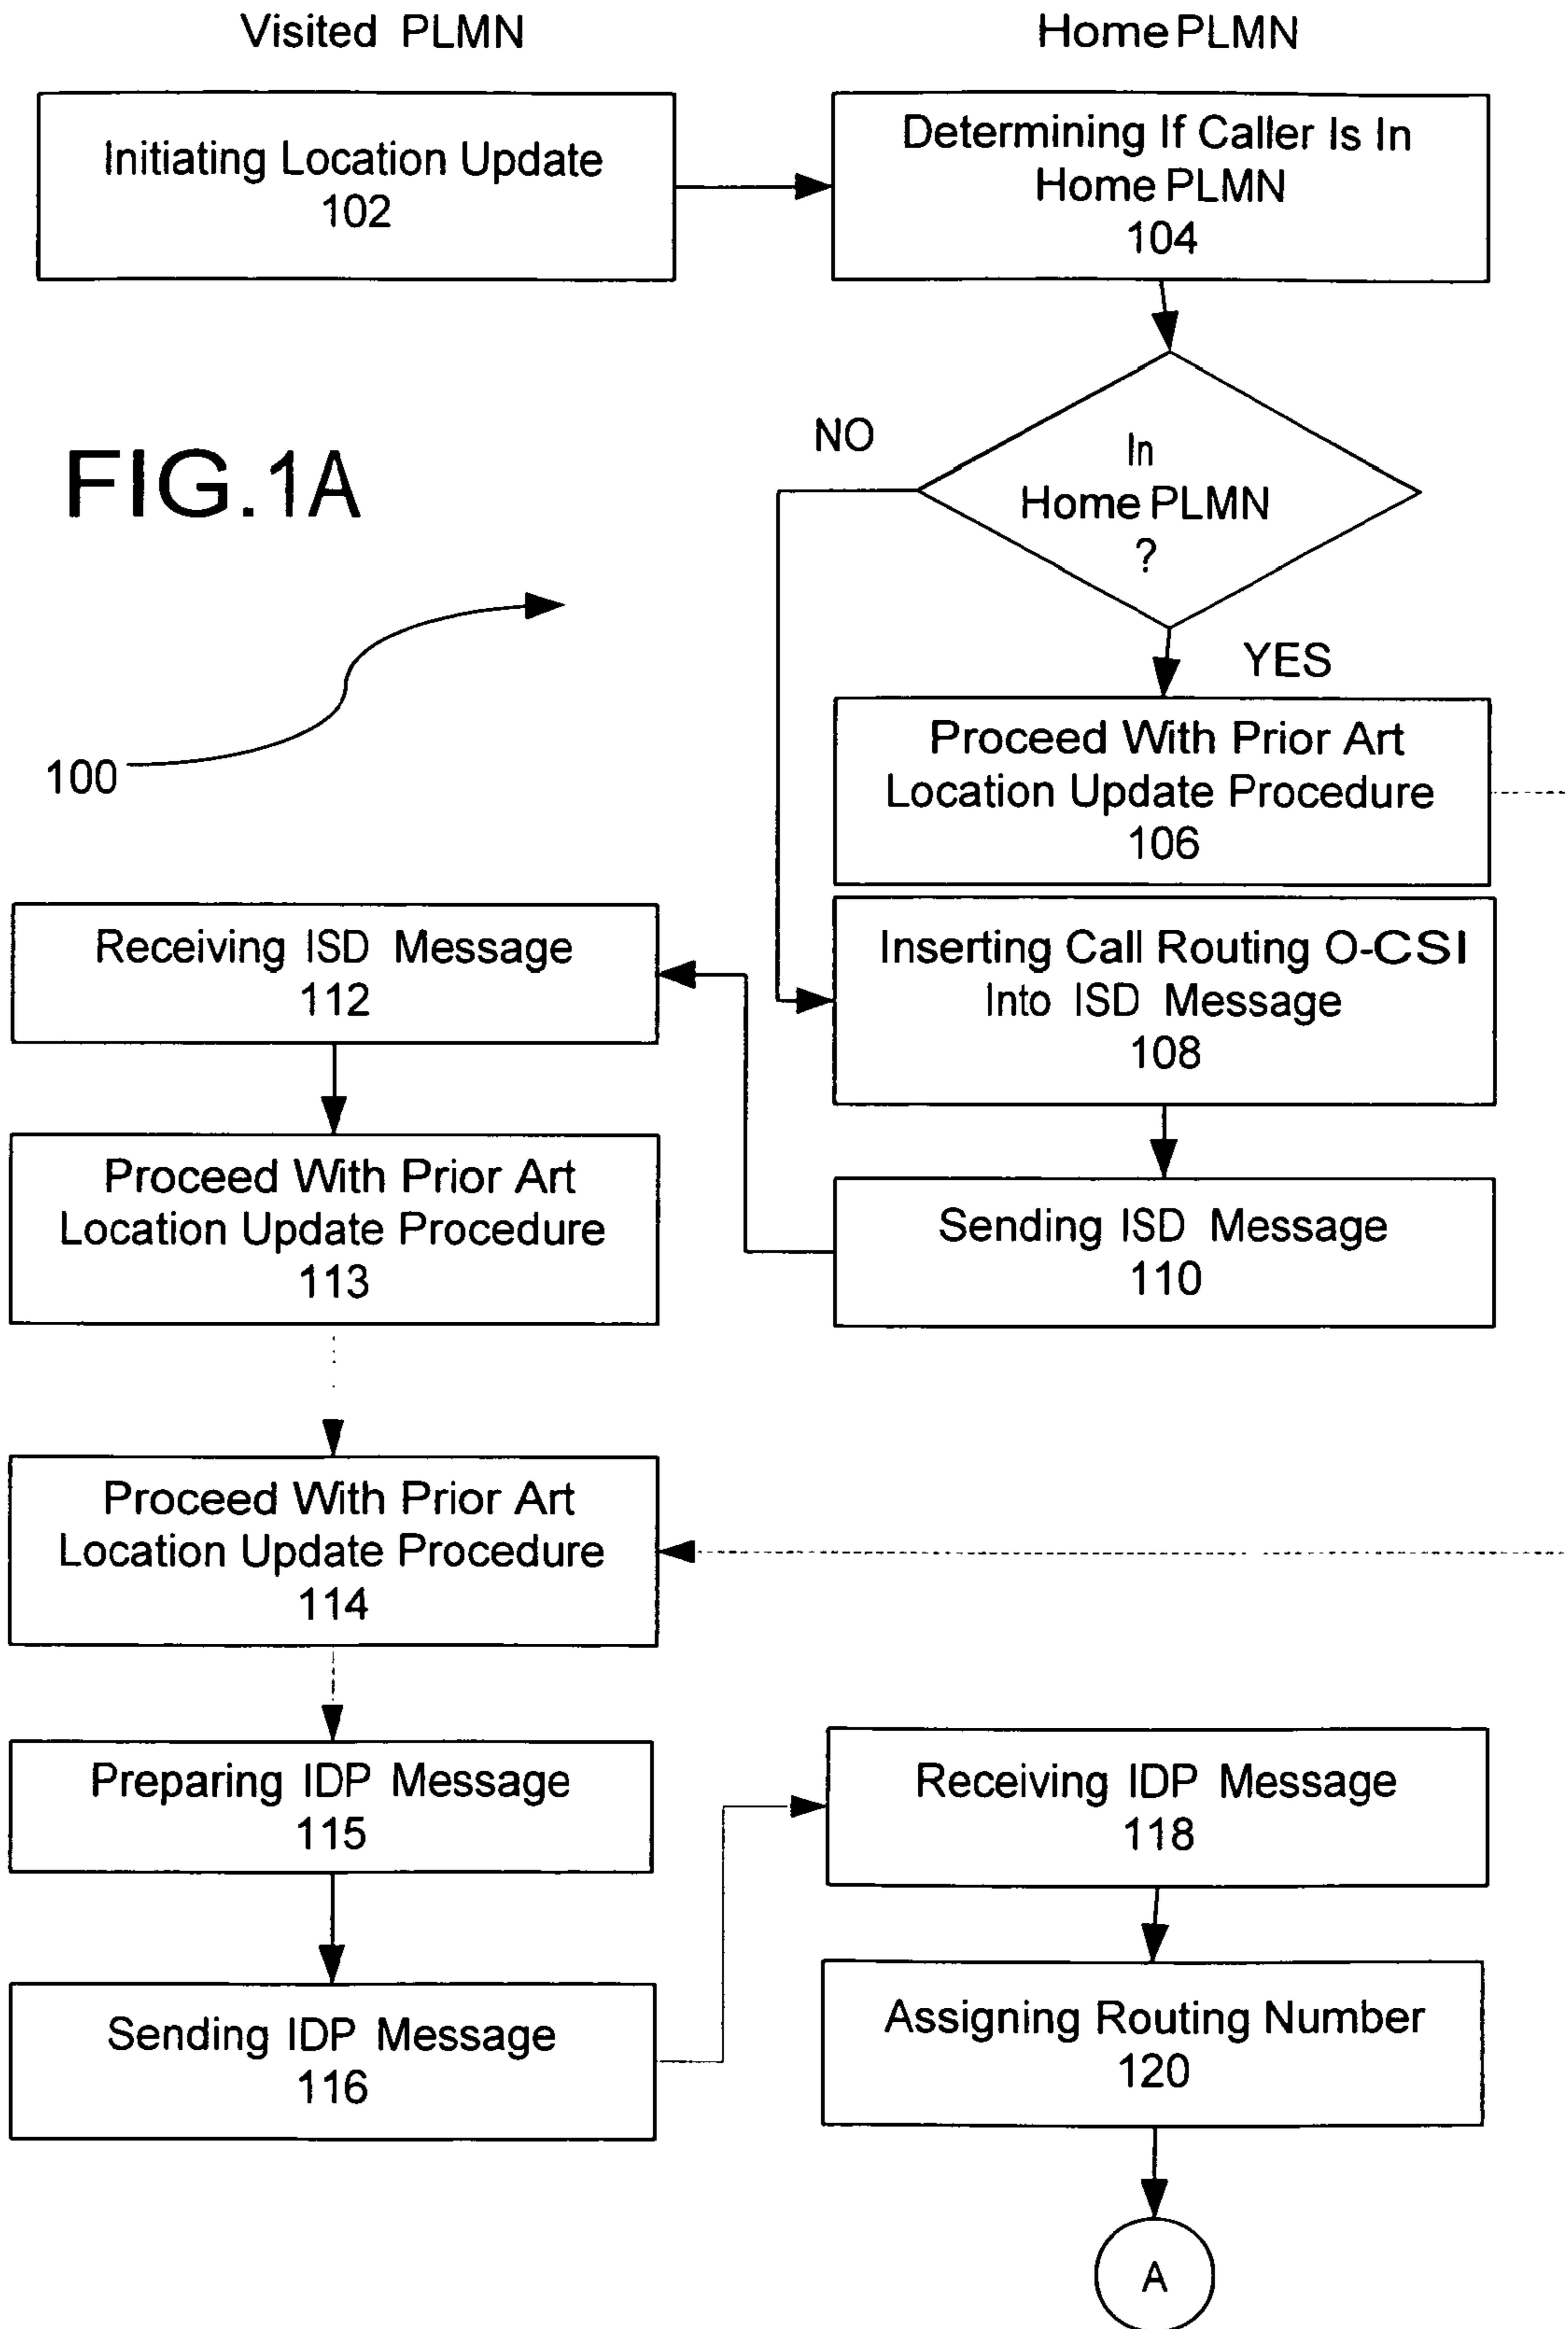 Visited PLMN
Home PLMN
Initiating Location Update
102
Determining If Caller Is In
Home PLMN
104
FIG.1A
NO
In
Home PLMN
?
YES
100
Proceed With Prior Art
Location Update Procedure
106
Receiving ISD Message
112
Inserting Call Routing O-CSI
Into ISD Message
108
Proceed With Prior Art
Location Update Procedure
113
Sending ISD Message
110
Proceed With Prior Art
Location Update Procedure
114
Preparing IDP Message
115
Receiving IDP Message
118
Sending IDP Message
116
Assigning Routing Number
120
A